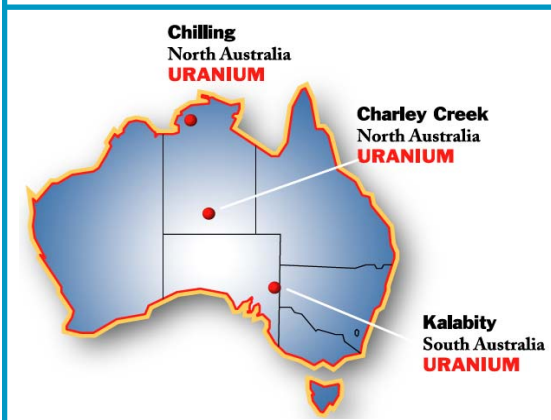 Chilling
North Australia
URANIUM
Charley Creek
North Australia
URANIUM
Kalabity
South Australia
URANIUM